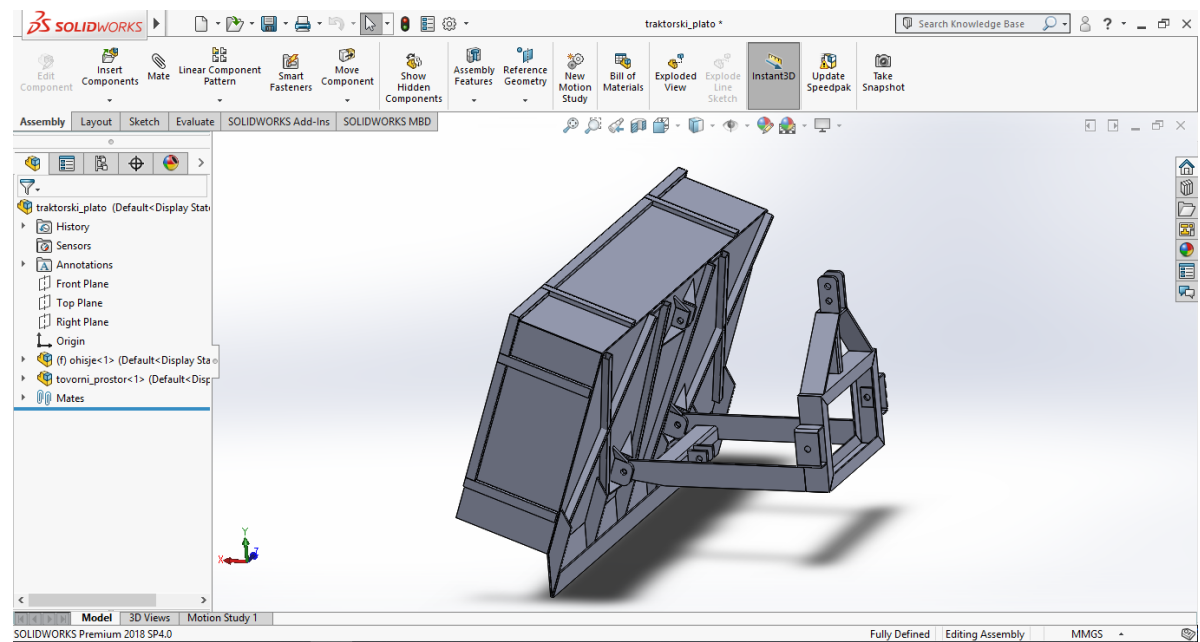 SOLIDWORKS
traktorski_plato *
Search Knowledge Base
?
Edit Component
Insert Components
Mate
Linear Component Pattern
Smart Fasteners
Move Component
Show Hidden Components
Assembly Features
Reference Geometry
New Motion Study
Bill of Materials
Exploded View
Explode Line Sketch
Instant3D
Update Speedpak
Take Snapshot
Assembly
Layout
Sketch
Evaluate
SOLIDWORKS Add-Ins
SOLIDWORKS MBD
traktorski_plato (Default<Display Stat
History
Sensors
Annotations
Front Plane
Top Plane
Right Plane
Origin
(f) ohisje<1> (Default<Display Sta
tovorni_prostor<1> (Default<Disp
Mates
Y
X
Z
Model
3D Views
Motion Study 1
SOLIDWORKS Premium 2018 SP4.0
Fully Defined
Editing Assembly
MMGS